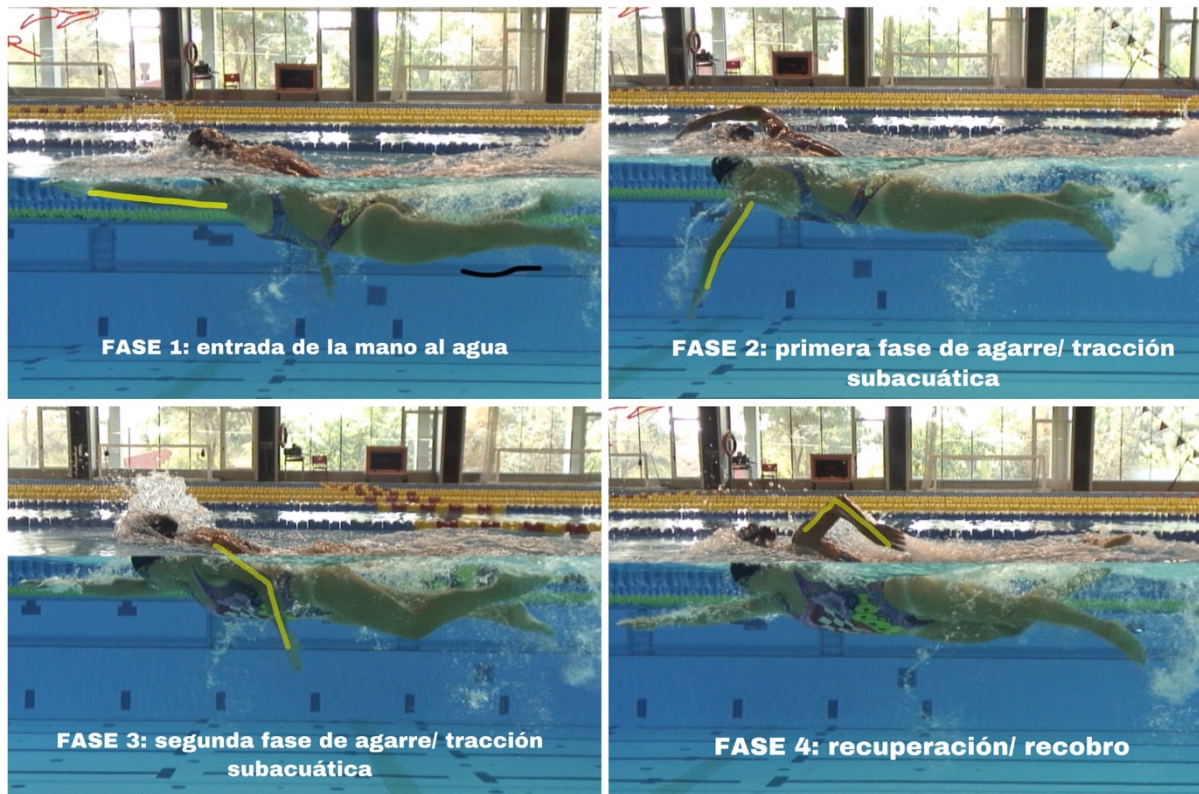 FASE 1: entrada de la mano al agua
FASE 2: primera fase de agarre/ tracción
subacuática
FASE 3: segunda fase de agarre/ tracción
subacuática
FASE 4: recuperación/ recobro